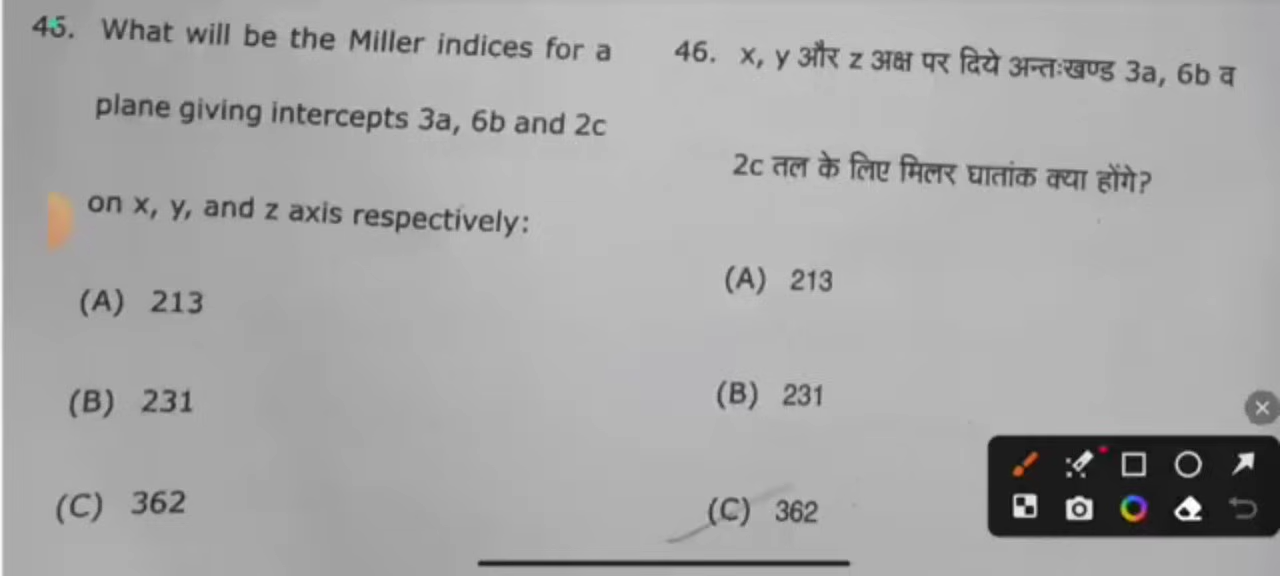 45. What will be the Miller indices for a
plane giving intercepts 3a, 6b and 2c
on x, y, and z axis respectively:
(A) 213
(B) 231
(C) 362
46. x, y और z अक्ष पर दिये अन्तःखण्ड 3a, 6b व
2c तल के लिए मिलर घातांक क्या होंगे?
(A) 213
(B) 231
(C) 362